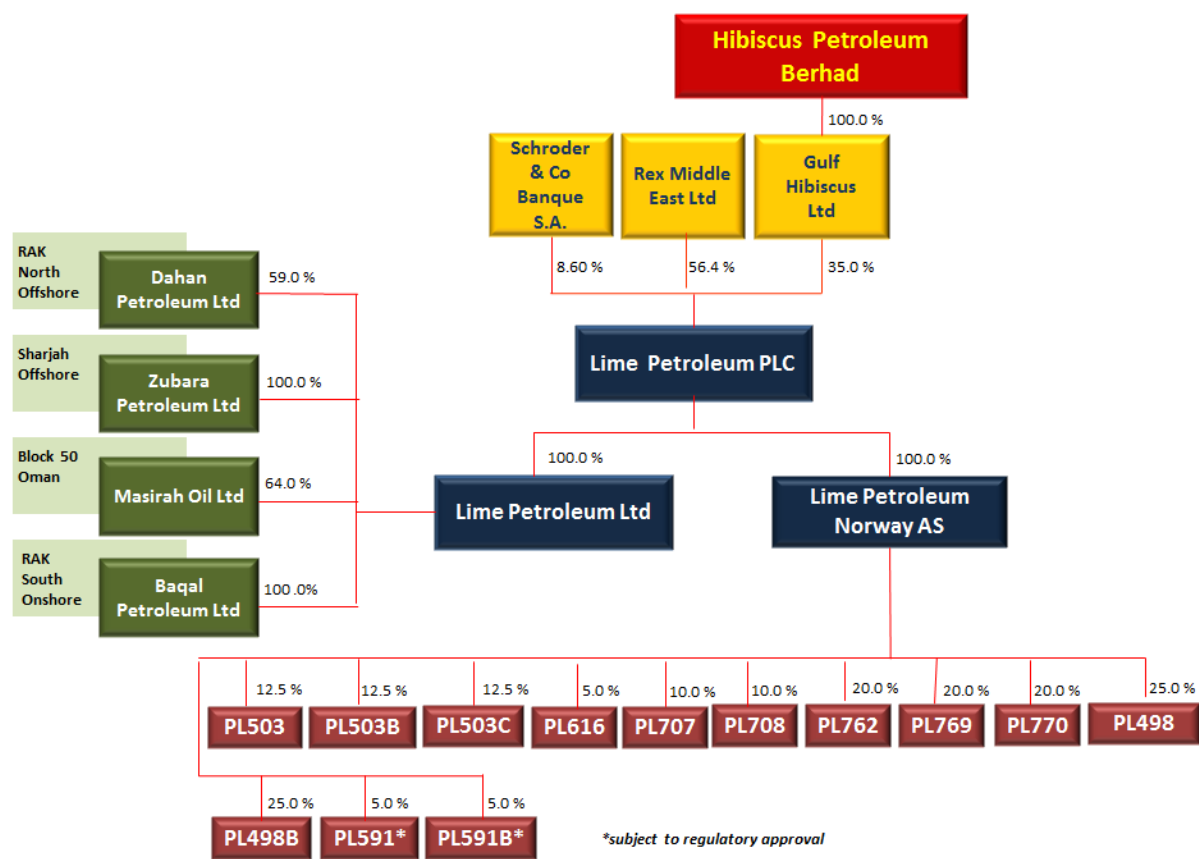 Hibiscus Petroleum
Berhad
100.0 %
Schroder
& Co
Banque
S.A.
Rex Middle
East Ltd
Gulf
Hibiscus
Ltd
8.60 %
56.4 %
35.0 %
Lime Petroleum PLC
100.0 %
100.0 %
Lime Petroleum Ltd
Lime Petroleum
Norway AS
RAK
North
Offshore
Dahan
Petroleum Ltd
59.0 %
Sharjah
Offshore
Zubara
Petroleum Ltd
100.0 %
Block 50
Oman
Masirah Oil Ltd
64.0 %
RAK
South
Onshore
Baqal
Petroleum Ltd
100 .0%
12.5 %
12.5 %
12.5 %
5.0 %
10.0 %
10.0 %
20.0 %
20.0 %
20.0 %
25.0 %
PL503
PL503B
PL503C
PL616
PL707
PL708
PL762
PL769
PL770
PL498
25.0 %
5.0 %
5.0 %
PL498B
PL591*
PL591B*
*subject to regulatory approval